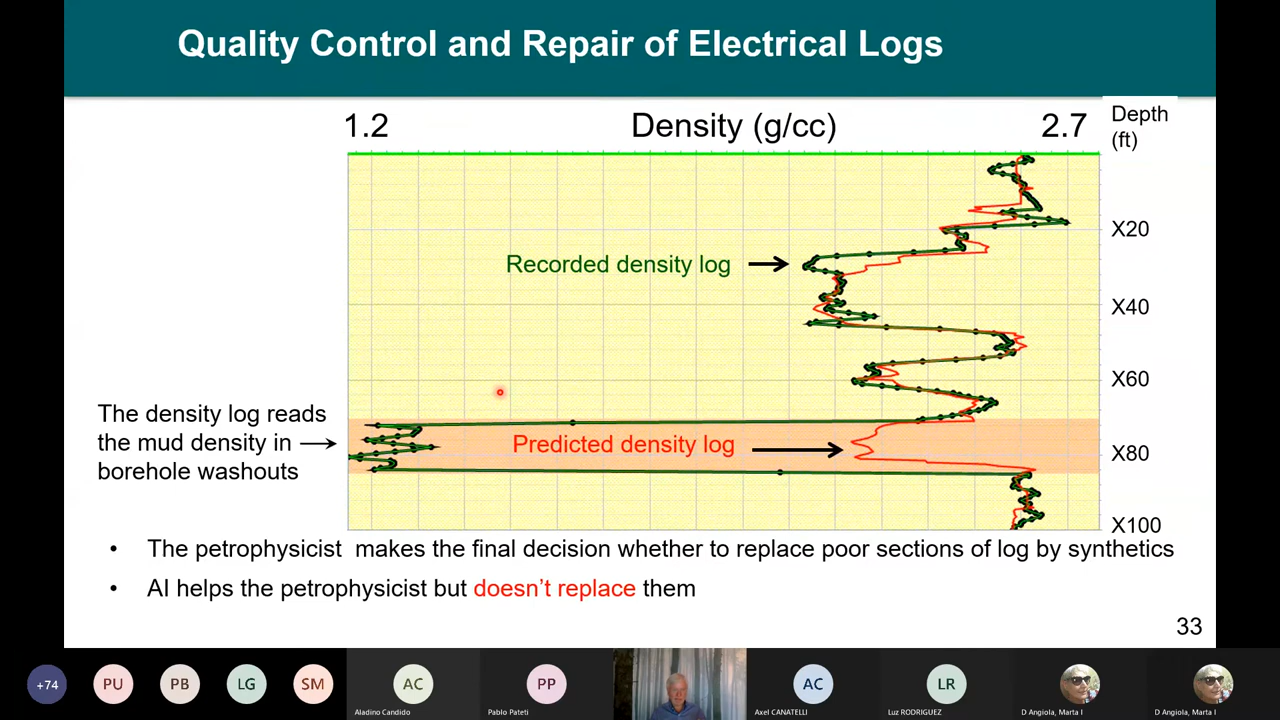 Quality Control and Repair of Electrical Logs
1.2
Density (g/cc)
2.7
Depth
(ft)
X20
Recorded density log
X40
X60
The density log reads
the mud density in
borehole washouts
Predicted density log
X80
X100
• The petrophysicist makes the final decision whether to replace poor sections of log by synthetics
• AI helps the petrophysicist but doesn't replace them
33
+74
PU
PB
LG
SM
AC
PP
AC
LR
Aladino Candido
Pablo Pateti
Axel CANATELLI
Luz RODRIGUEZ
D Angiola, Marta I
D Angiola, Marta I